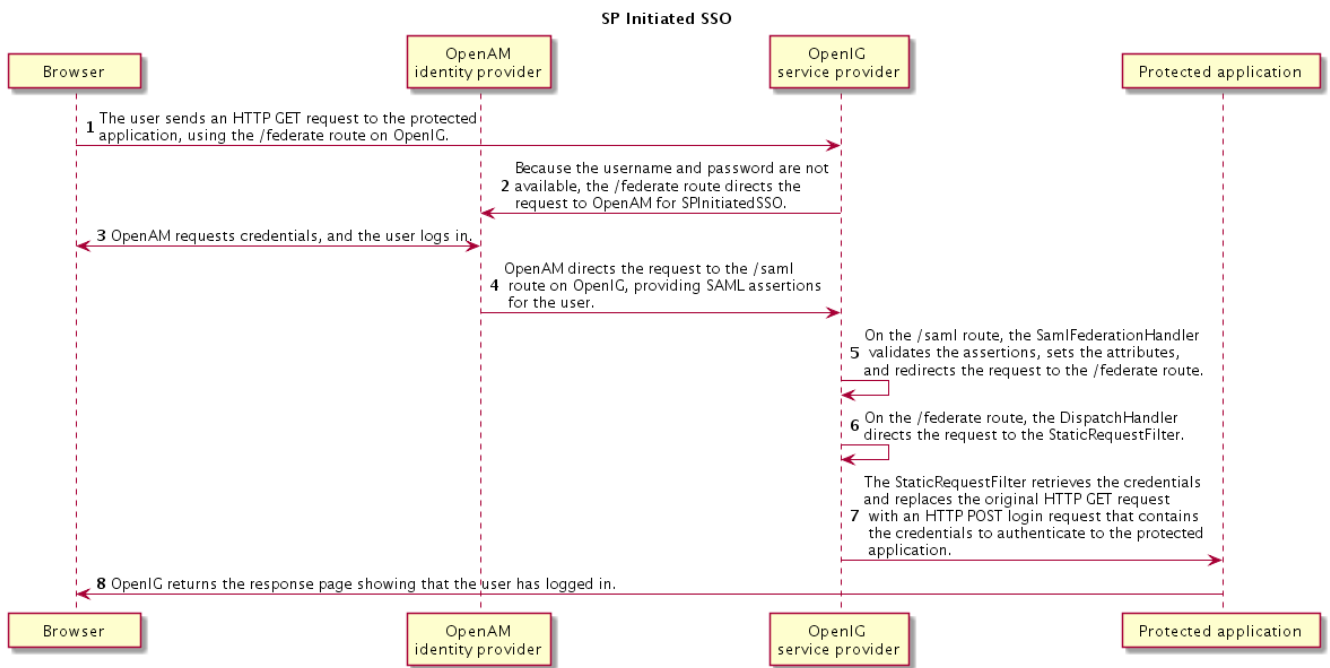 SP Initiated SSO
Browser
OpenAM
identity provider
OpenIG
service provider
Protected application
1 The user sends an HTTP GET request to the protected
application, using the /federate route on OpenIG.
Because the username and password are not
2 available, the /federate route directs the
request to OpenAM for SPInitiatedSSO.
3 OpenAM requests credentials, and the user logs in.
OpenAM directs the request to the /saml
4 route on OpenIG, providing SAML assertions
for the user.
On the /saml route, the SamlFederationHandler
5 validates the assertions, sets the attributes,
and redirects the request to the /federate route.
6 On the /federate route, the DispatchHandler
directs the request to the StaticRequestFilter.
The StaticRequestFilter retrieves the credentials
and replaces the original HTTP GET request
7 with an HTTP POST login request that contains
the credentials to authenticate to the protected
application.
8 OpenIG returns the response page showing that the user has logged in.
Browser
OpenAM
identity provider
OpenIG
service provider
Protected application